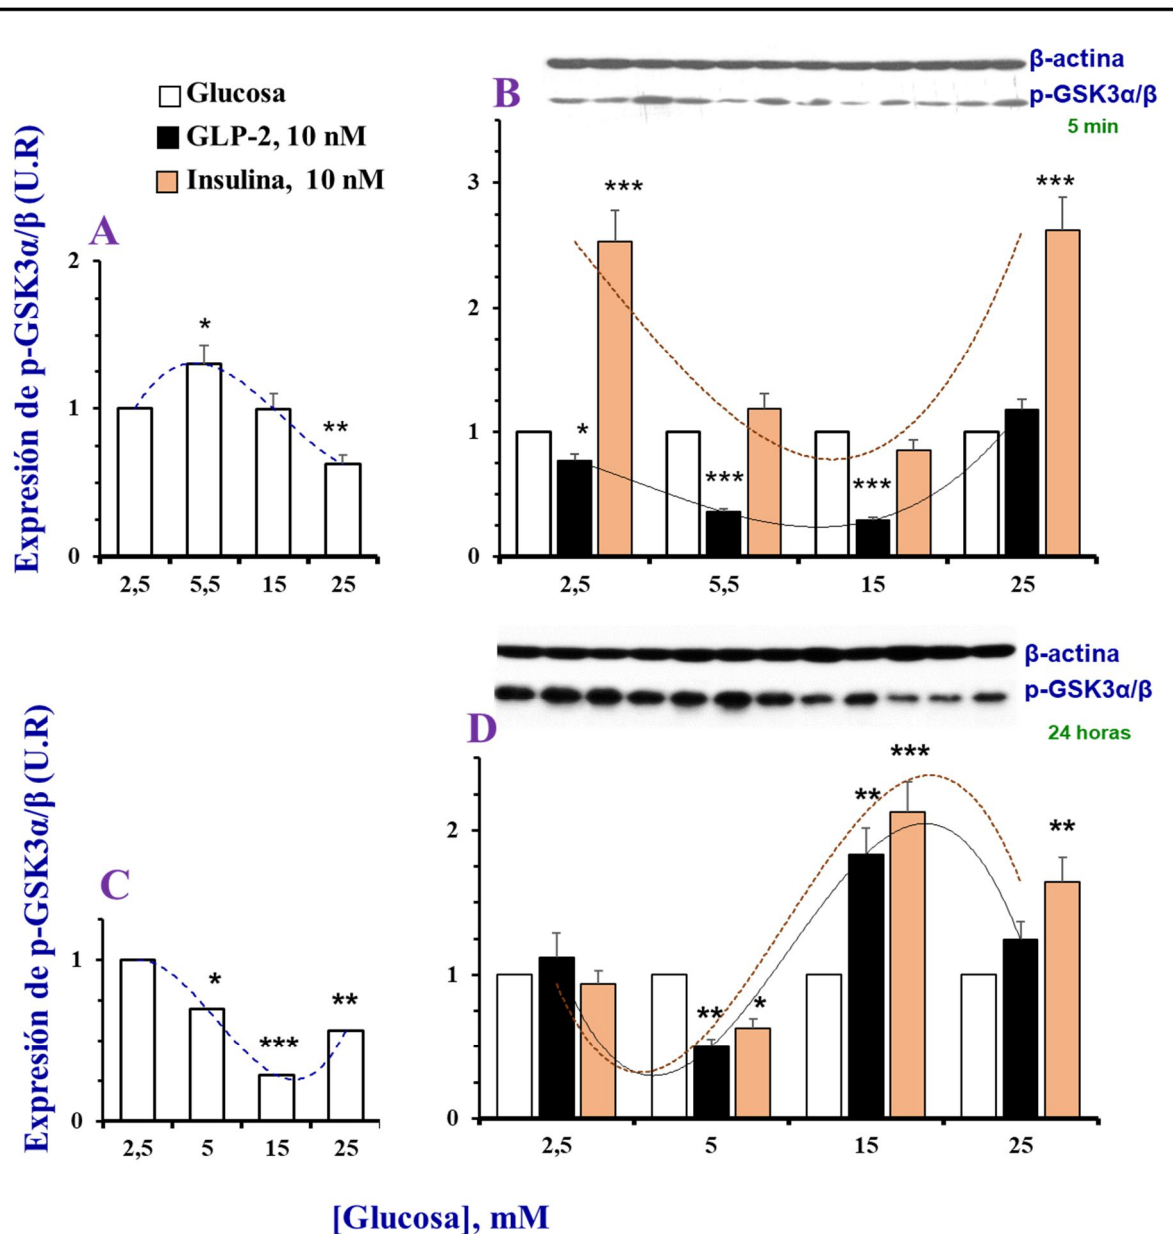 β-actina
p-GSK3α/β
5 min
Glucosa
GLP-2, 10 nM
Insulina, 10 nM
Expresión de p-GSK3α/β (U.R)
A
2
1
0
*
**
2,5 5,5 15 25
B
3
2
1
0
***
*
***
***
***
2,5 5,5 15 25
β-actina
p-GSK3α/β
24 horas
Expresión de p-GSK3α/β (U.R)
C
1
0
*
***
**
2,5 5 15 25
D
2
1
0
**
*
**
***
**
2,5 5 15 25
[Glucosa], mM